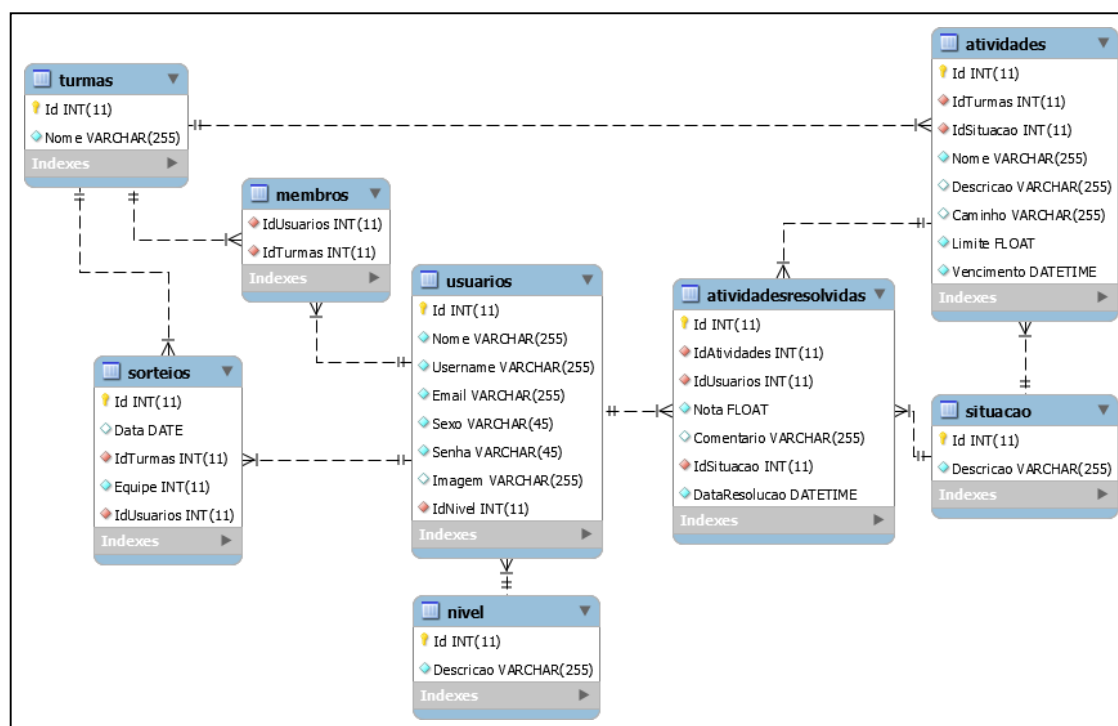 turmas
Id INT(11)
Nome VARCHAR(255)
Indexes
membros
IdUsuarios INT(11)
IdTurmas INT(11)
Indexes
sorteios
Id INT(11)
Data DATE
IdTurmas INT(11)
Equipe INT(11)
IdUsuarios INT(11)
Indexes
usuarios
Id INT(11)
Nome VARCHAR(255)
Username VARCHAR(255)
Email VARCHAR(255)
Sexo VARCHAR(45)
Senha VARCHAR(45)
Imagem VARCHAR(255)
IdNivel INT(11)
Indexes
nivel
Id INT(11)
Descricao VARCHAR(255)
Indexes
atividadesresolvidas
Id INT(11)
IdAtividades INT(11)
IdUsuarios INT(11)
Nota FLOAT
Comentario VARCHAR(255)
IdSituacao INT(11)
DataResolucao DATETIME
Indexes
atividades
Id INT(11)
IdTurmas INT(11)
IdSituacao INT(11)
Nome VARCHAR(255)
Descricao VARCHAR(255)
Caminho VARCHAR(255)
Limite FLOAT
Vencimento DATETIME
Indexes
situacao
Id INT(11)
Descricao VARCHAR(255)
Indexes